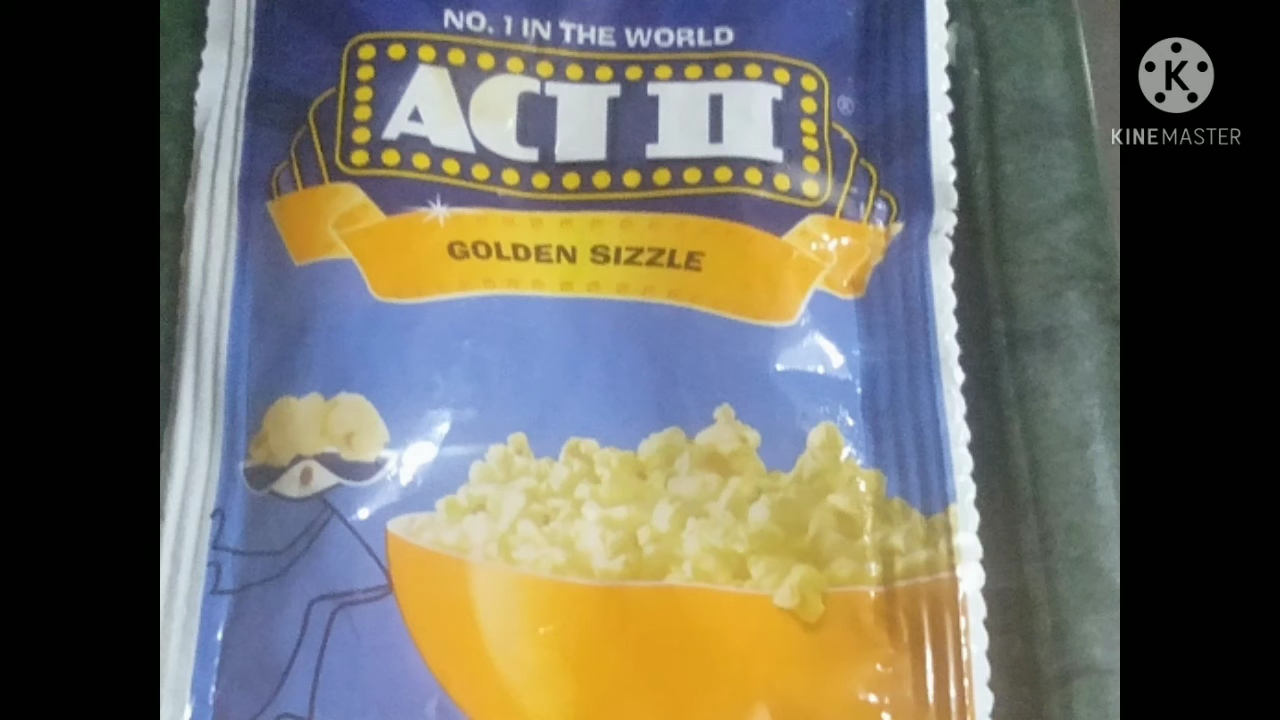 NO. 1 IN THE WORLD
ACT II ®
GOLDEN SIZZLE
K
KINEMASTER